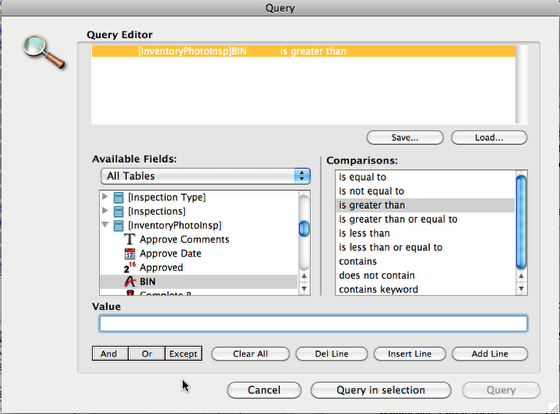 Query
Query Editor
[InventoryPhotoInsp]BIN is greater than
Save... Load...
Available Fields:
All Tables
[Inspection Type]
[Inspections]
[InventoryPhotoInsp]
Approve Comments
Approve Date
Approved
BIN
Comparisons:
is equal to
is not equal to
is greater than
is greater than or equal to
is less than
is less than or equal to
contains
does not contain
contains keyword
Value
And Or Except Clear All Del Line Insert Line Add Line
Cancel Query in selection Query